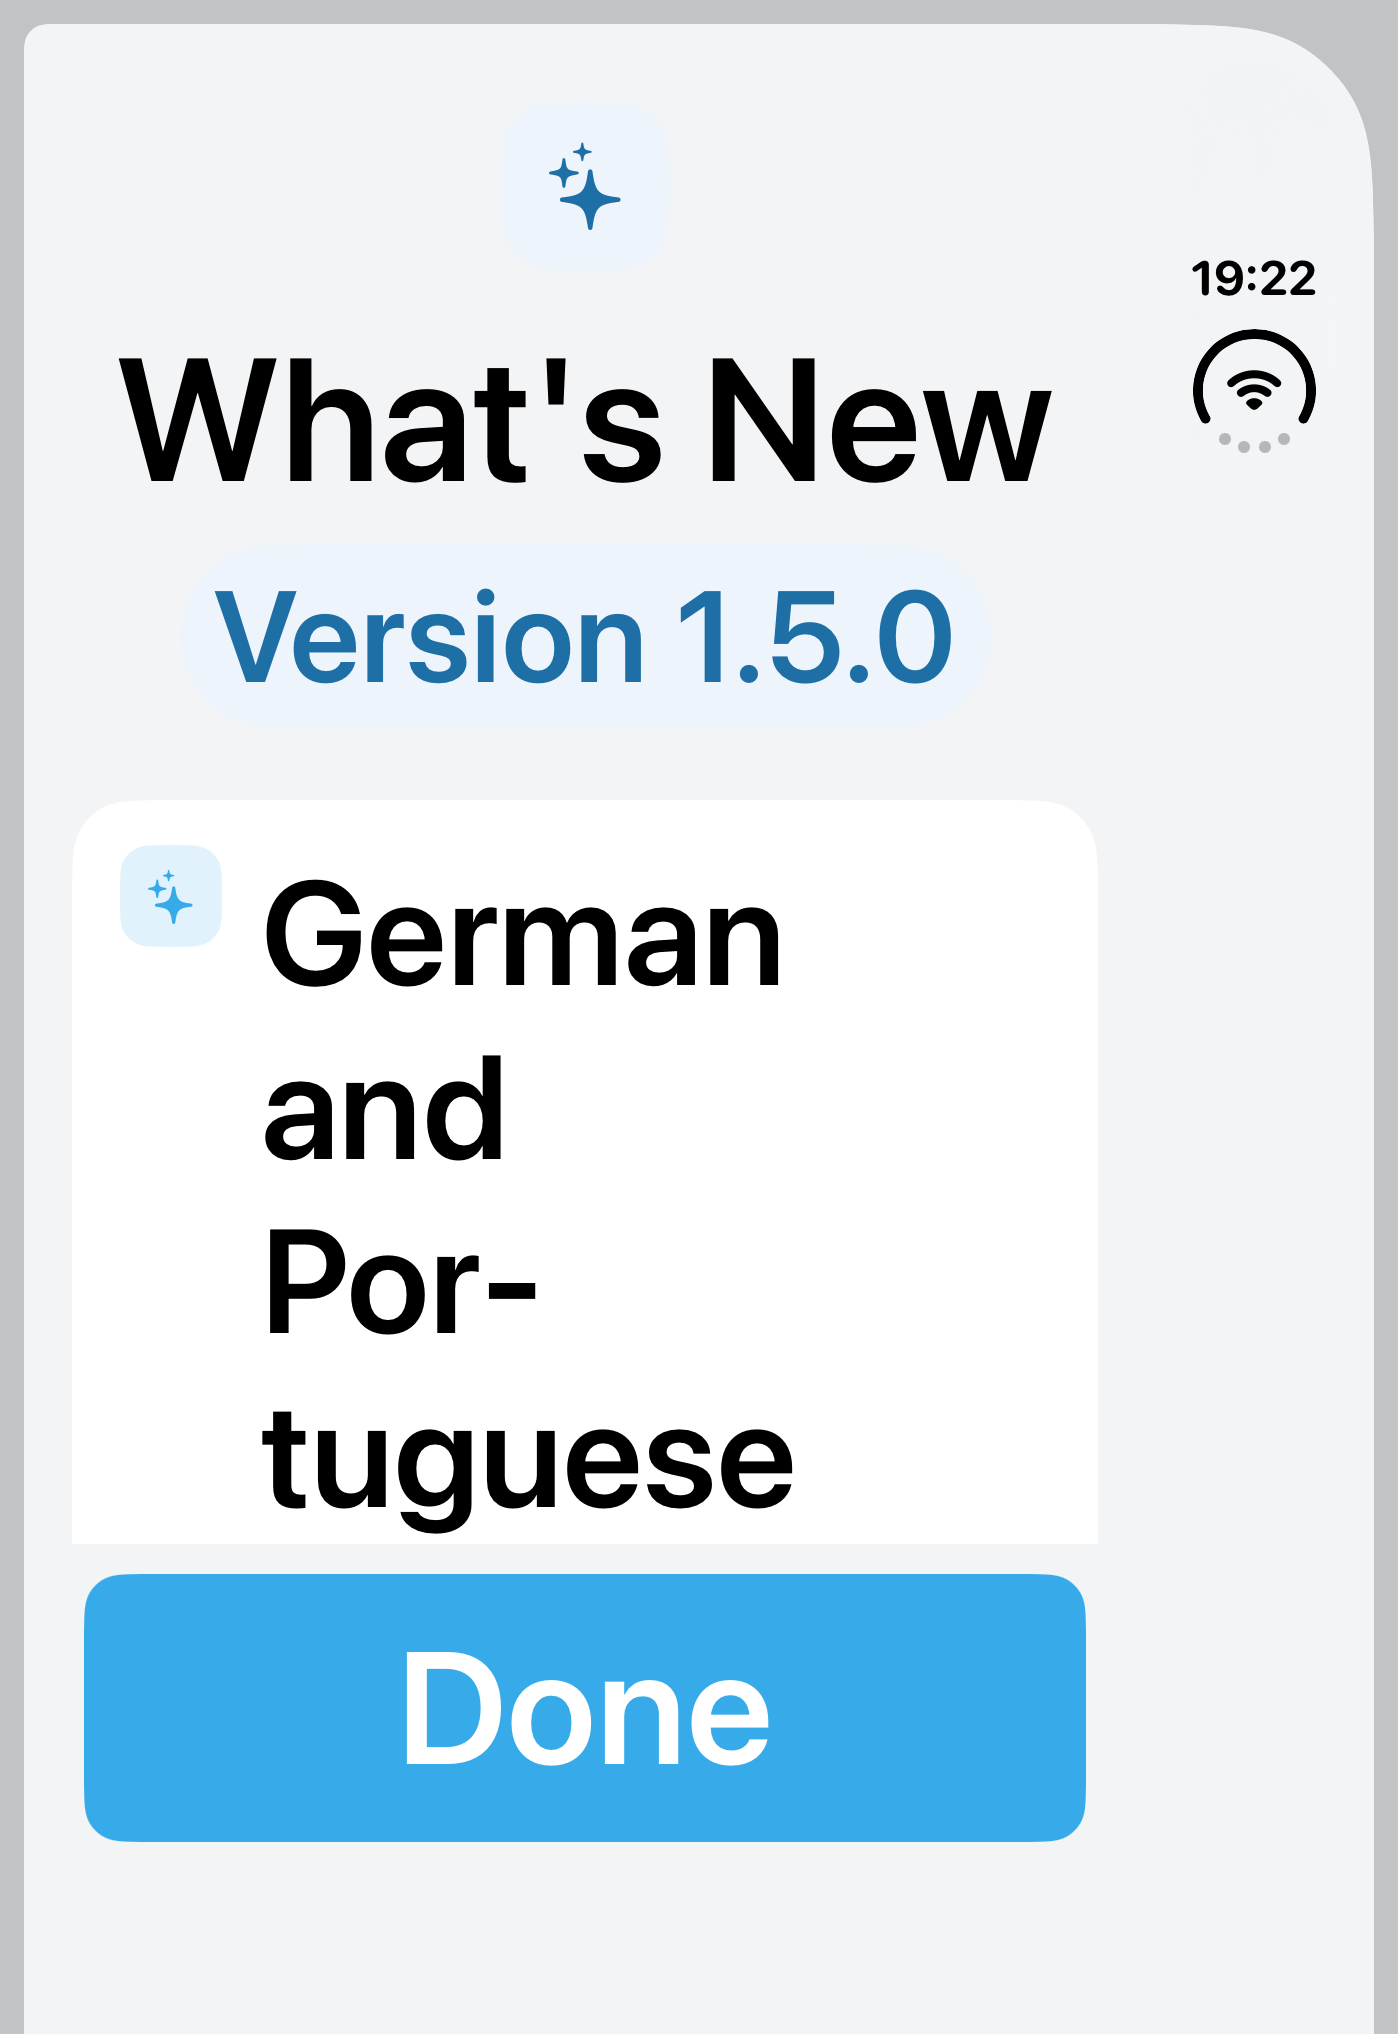 19:22
What's New
Version 1.5.0
German
and
Por-
tuguese
Done